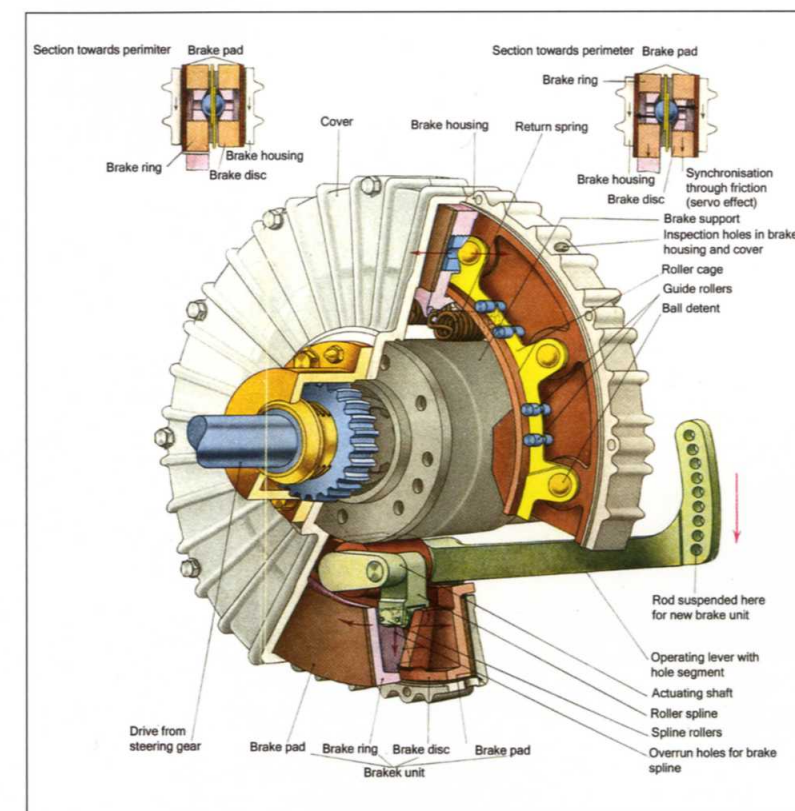 Section towards perimiter
Brake pad
Brake ring
Brake housing
Brake disc
Section towards perimeter
Brake pad
Brake ring
Brake housing
Brake disc
Synchronisation
through friction
(servo effect)
Cover
Brake housing
Return spring
Brake support
Inspection holes in brake
housing and cover
Roller cage
Guide rollers
Ball detent
Rod suspended here
for new brake unit
Operating lever with
hole segment
Actuating shaft
Roller spline
Spline rollers
Overrun holes for brake
spline
Drive from
steering gear
Brake pad
Brake ring
Brake disc
Brake pad
Brakek unit